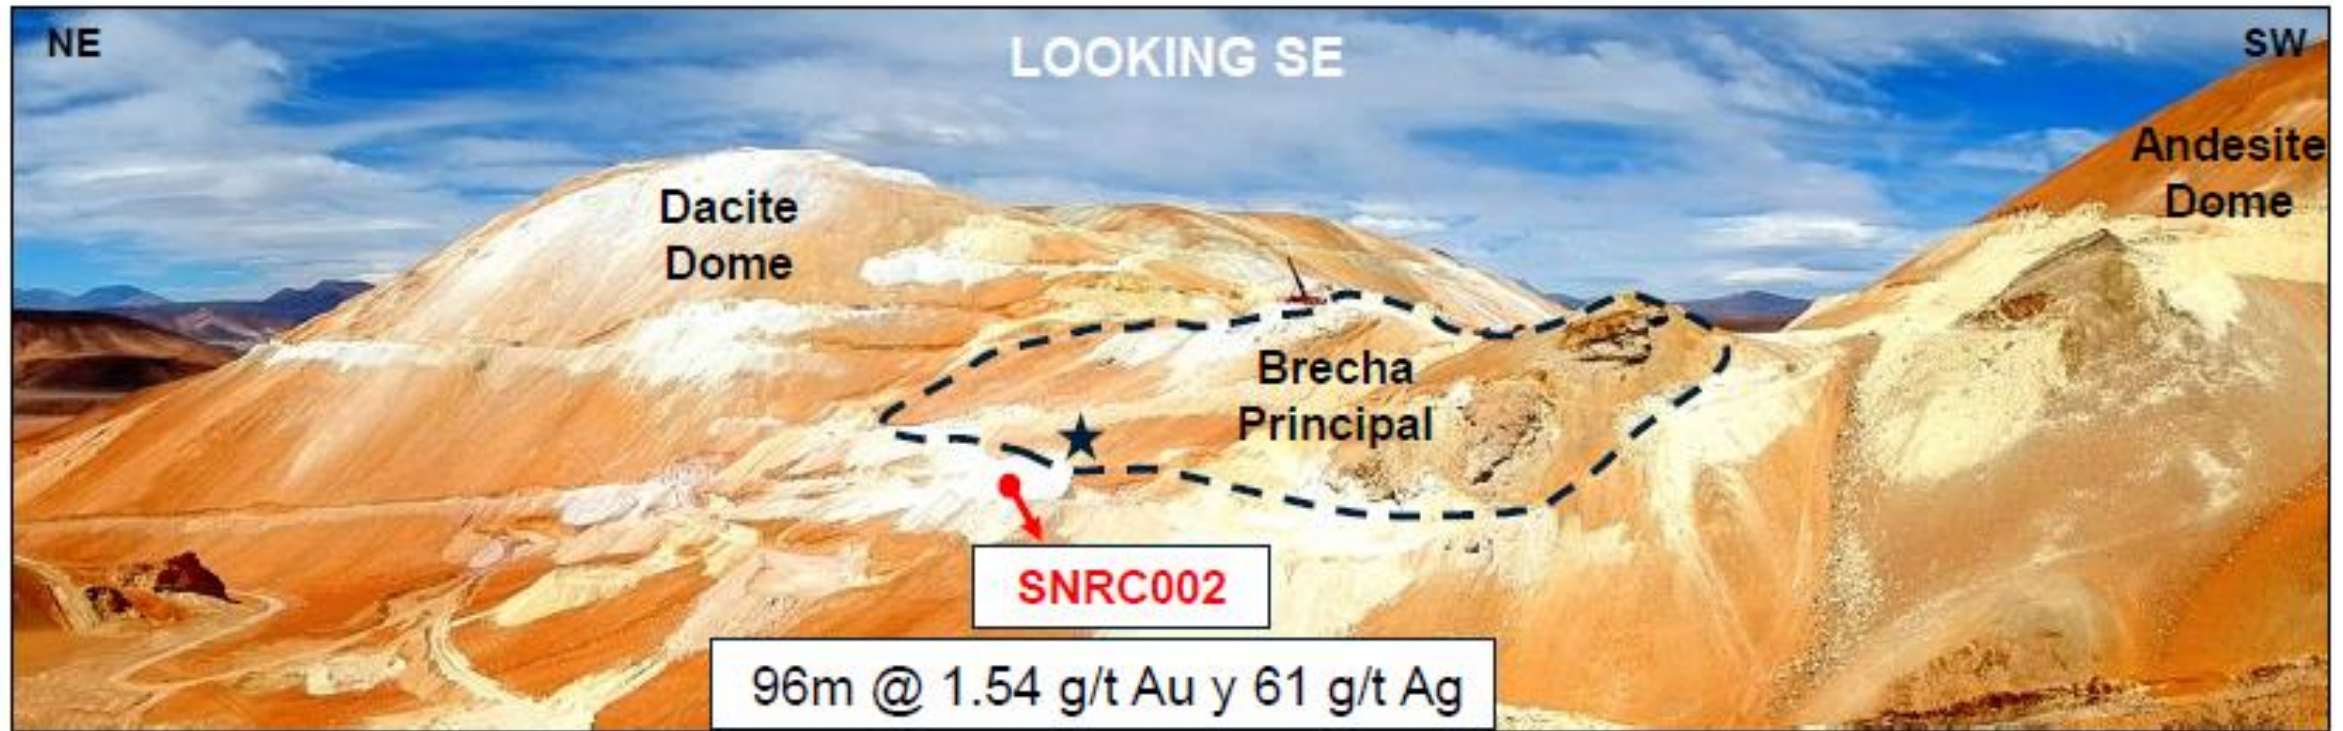 NE
LOOKING SE
SW
Andesite
Dome
Dacite
Dome
Brecha
Principal
SNRC002
96m @ 1.54 g/t Au y 61 g/t Ag